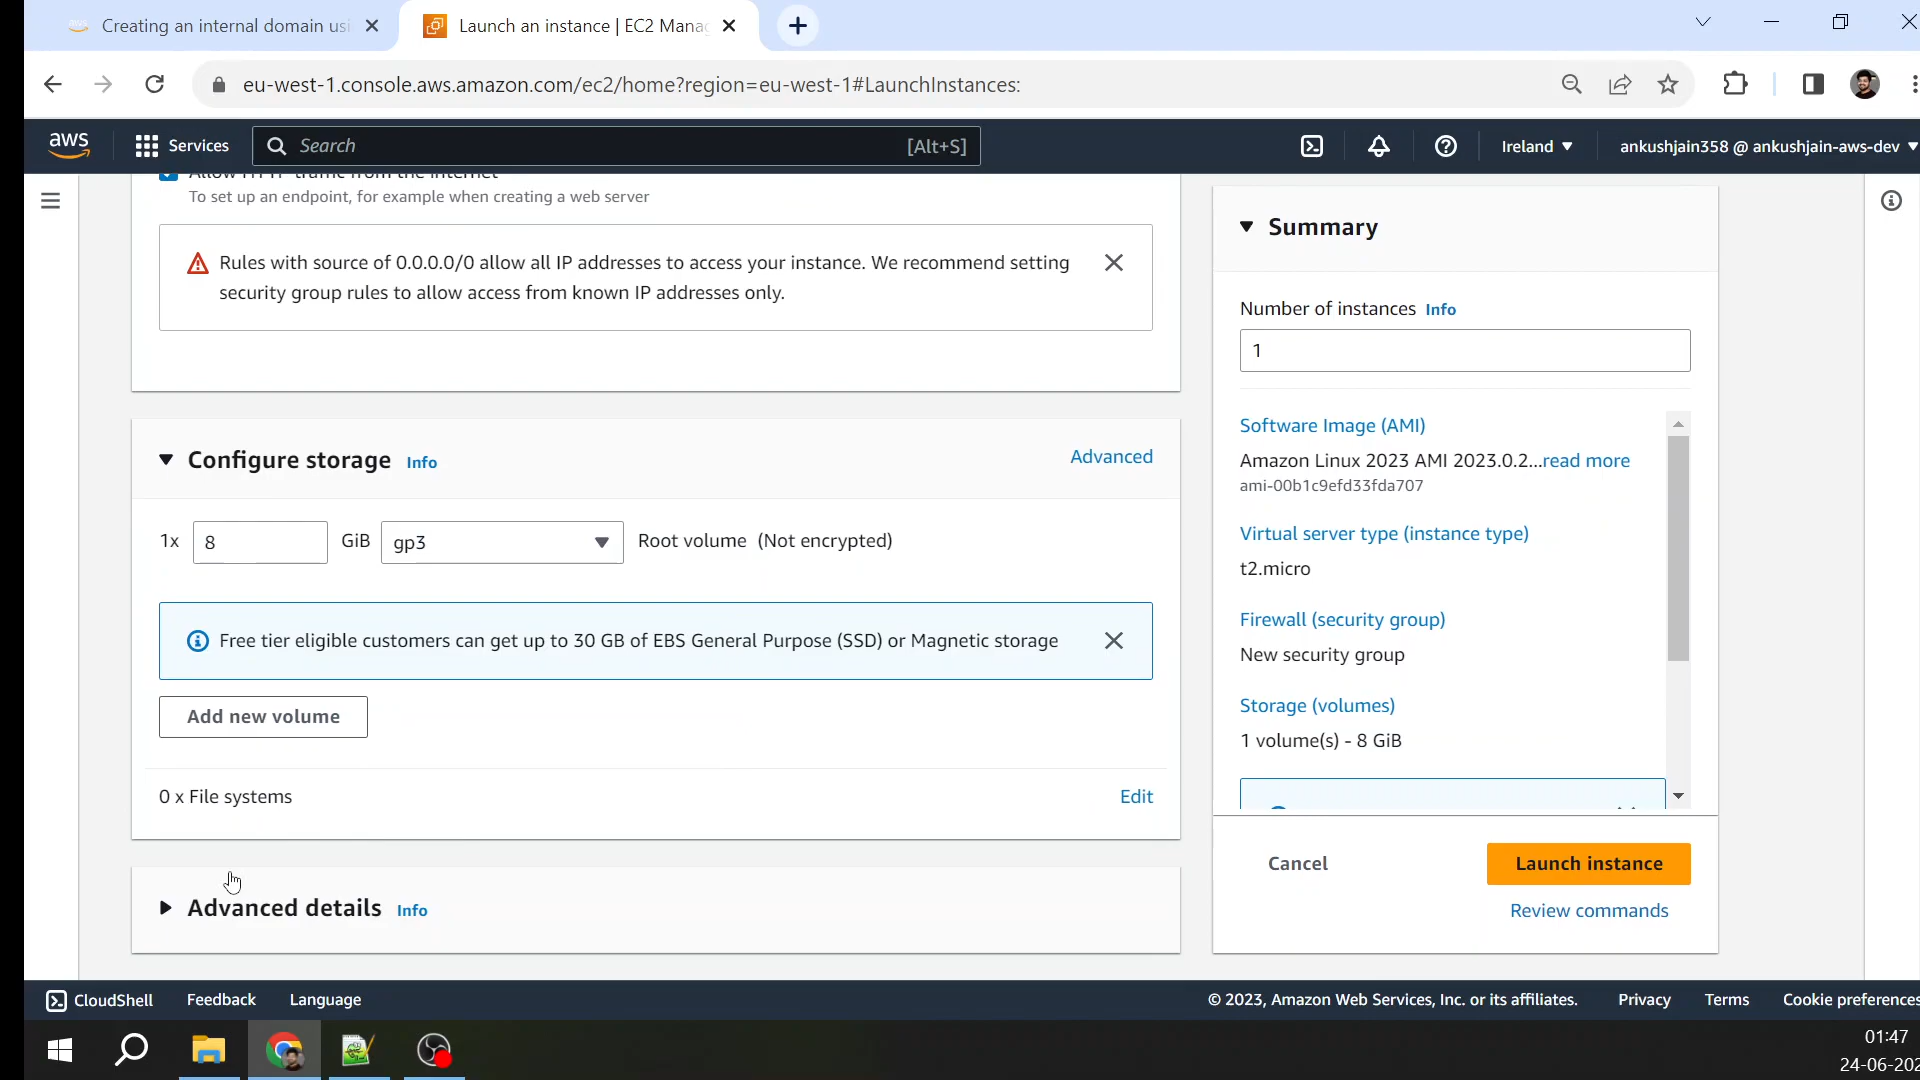 Creating an internal domain usi
Launch an instance | EC2 Mana
eu-west-1.console.aws.amazon.com/ec2/home?region=eu-west-1#LaunchInstances:
aws
Services
Search
[Alt+S]
Ireland
ankushjain358 @ ankushjain-aws-dev
Allow HTTP traffic from the internet
To set up an endpoint, for example when creating a web server
Rules with source of 0.0.0.0/0 allow all IP addresses to access your instance. We recommend setting
security group rules to allow access from known IP addresses only.
Configure storage Info
Advanced
1x 8 GiB gp3 Root volume (Not encrypted)
Free tier eligible customers can get up to 30 GB of EBS General Purpose (SSD) or Magnetic storage
Add new volume
0 x File systems
Edit
Advanced details Info
Summary
Number of instances Info
1
Software Image (AMI)
Amazon Linux 2023 AMI 2023.0.2...read more
ami-00b1c9efd33fda707
Virtual server type (instance type)
t2.micro
Firewall (security group)
New security group
Storage (volumes)
1 volume(s) - 8 GiB
Cancel
Launch instance
Review commands
CloudShell
Feedback
Language
© 2023, Amazon Web Services, Inc. or its affiliates.
Privacy
Terms
Cookie preferences
01:47
24-06-202